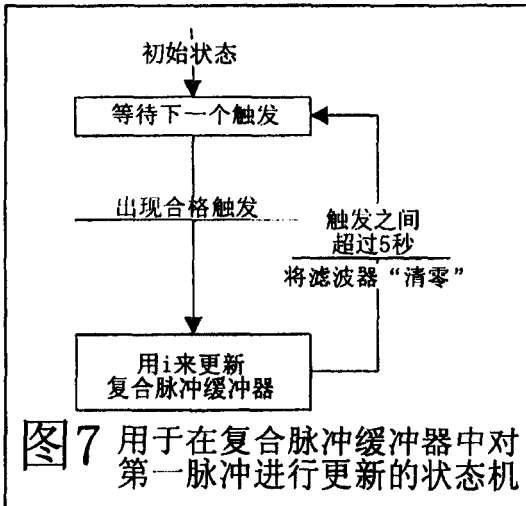 初始状态
等待下一个触发
出现合格触发
触发之间
超过5秒
将滤波器“清零”
用i来更新
复合脉冲缓冲器
图7 用于在复合脉冲缓冲器中对
第一脉冲进行更新的状态机